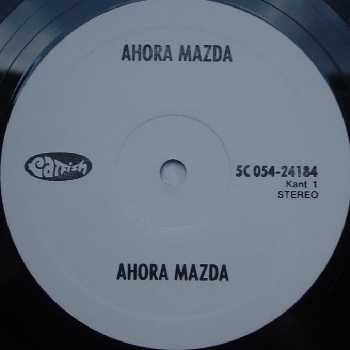 AHORA MAZDA
Catfish
5C 054-24184
Kant 1
STEREO
AHORA MAZDA